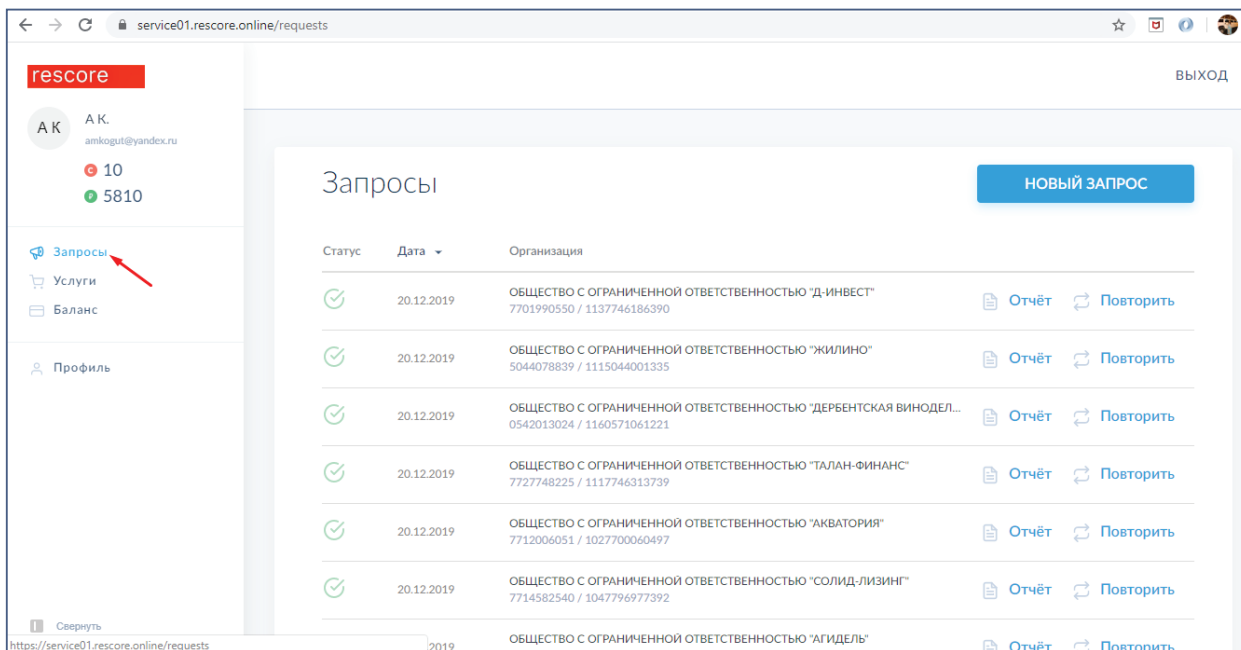 service01.rescore.online/requests
rescore
ВЫХОД
А К
А К.
amkogut@yandex.ru
С 10
₽ 5810
Запросы
Услуги
Баланс
Профиль
Свернуть
https://service01.rescore.online/requests
Запросы
НОВЫЙ ЗАПРОС
Статус Дата Организация
20.12.2019 ОБЩЕСТВО С ОГРАНИЧЕННОЙ ОТВЕТСТВЕННОСТЬЮ "Д-ИНВЕСТ" Отчёт Повторить
7701990550 / 1137746186390
20.12.2019 ОБЩЕСТВО С ОГРАНИЧЕННОЙ ОТВЕТСТВЕННОСТЬЮ "ЖИЛИНО" Отчёт Повторить
5044078839 / 1115044001335
20.12.2019 ОБЩЕСТВО С ОГРАНИЧЕННОЙ ОТВЕТСТВЕННОСТЬЮ "ДЕРБЕНТСКАЯ ВИНОДЕЛ... Отчёт Повторить
0542013024 / 1160571061221
20.12.2019 ОБЩЕСТВО С ОГРАНИЧЕННОЙ ОТВЕТСТВЕННОСТЬЮ "ТАЛАН-ФИНАНС" Отчёт Повторить
7727748225 / 1117746313739
20.12.2019 ОБЩЕСТВО С ОГРАНИЧЕННОЙ ОТВЕТСТВЕННОСТЬЮ "АКВАТОРИЯ" Отчёт Повторить
7712006051 / 1027700060497
20.12.2019 ОБЩЕСТВО С ОГРАНИЧЕННОЙ ОТВЕТСТВЕННОСТЬЮ "СОЛИД-ЛИЗИНГ" Отчёт Повторить
7714582540 / 1047796977392
2019 ОБЩЕСТВО С ОГРАНИЧЕННОЙ ОТВЕТСТВЕННОСТЬЮ "АГИДЕЛЬ" Отчёт Повторить